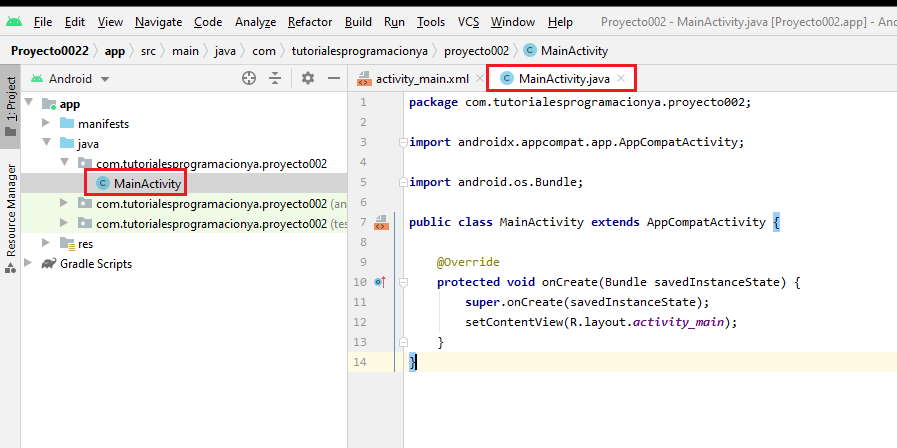 File Edit View Navigate Code Analyze Refactor Build Run Tools VCS Window Help Proyecto002 - MainActivity.java [Proyecto002.app] - An
Proyecto0022 app src main java com tutorialesprogramacionya proyecto002 MainActivity
1: Project
Resource Manager
Android
app
manifests
java
com.tutorialesprogramacionya.proyecto002
MainActivity
com.tutorialesprogramacionya.proyecto002 (an
com.tutorialesprogramacionya.proyecto002 (tes
res
Gradle Scripts
activity_main.xml MainActivity.java
1 package com.tutorialesprogramacionya.proyecto002;
2
3 import androidx.appcompat.app.AppCompatActivity;
4
5 import android.os.Bundle;
6
7 public class MainActivity extends AppCompatActivity {
8
9 @Override
10 protected void onCreate(Bundle savedInstanceState) {
11 super.onCreate(savedInstanceState);
12 setContentView(R.layout.activity_main);
13 }
14 }